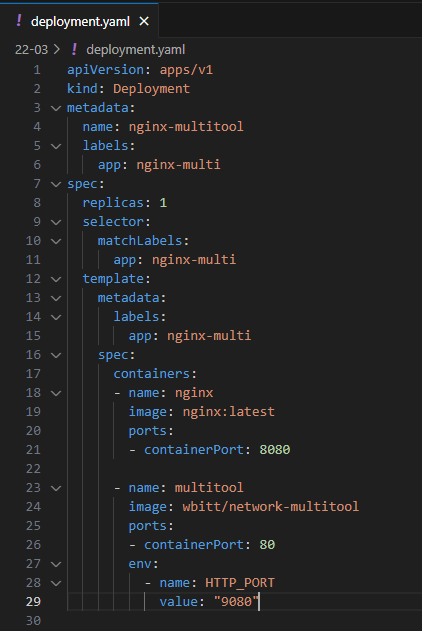 ! deployment.yaml ×
22-03 > ! deployment.yaml
1 apiVersion: apps/v1
2 kind: Deployment
3 metadata:
4   name: nginx-multitool
5   labels:
6     app: nginx-multi
7 spec:
8   replicas: 1
9   selector:
10     matchLabels:
11       app: nginx-multi
12   template:
13     metadata:
14       labels:
15         app: nginx-multi
16     spec:
17       containers:
18       - name: nginx
19         image: nginx:latest
20         ports:
21         - containerPort: 8080
22
23       - name: multitool
24         image: wbitt/network-multitool
25         ports:
26         - containerPort: 80
27         env:
28           - name: HTTP_PORT
29             value: "9080"
30